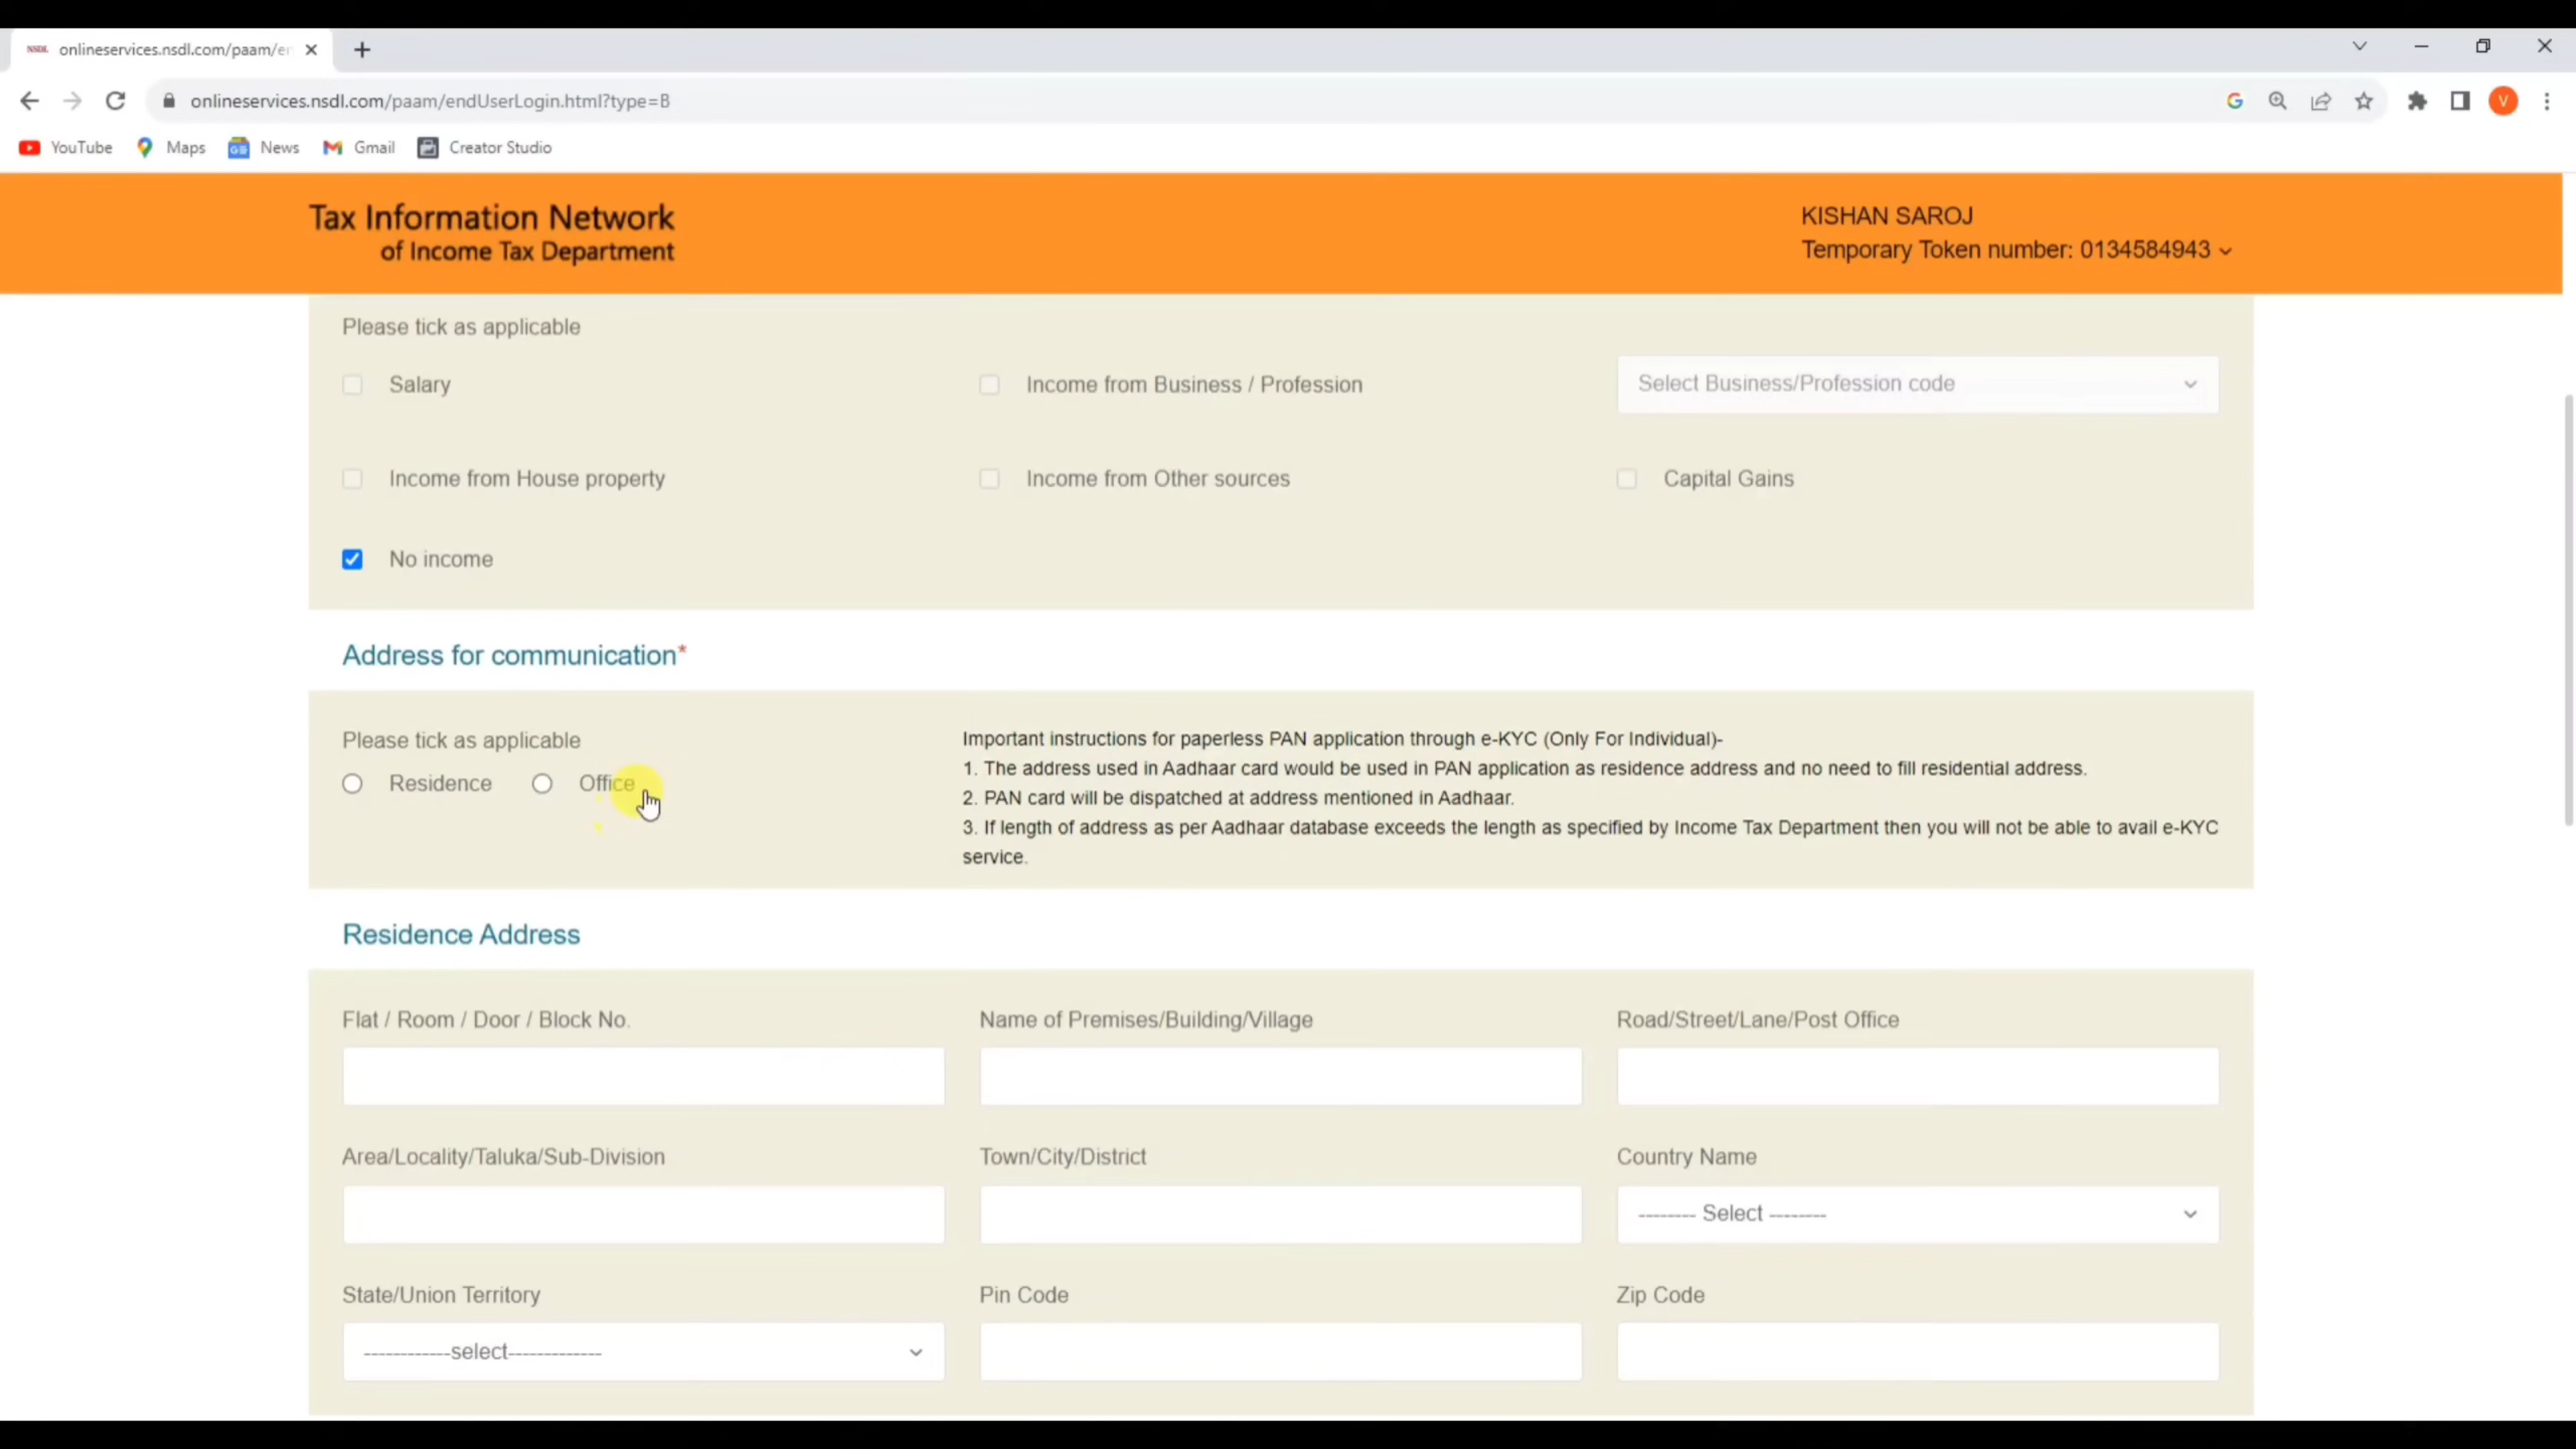 NSDL onlineservices.nsdl.com/paam/en
onlineservices.nsdl.com/paam/endUserLogin.html?type=B
V
YouTube Maps News Gmail Creator Studio
Tax Information Network
of Income Tax Department
KISHAN SAROJ
Temporary Token number: 0134584943
Please tick as applicable
Salary Income from Business / Profession Select Business/Profession code
Income from House property Income from Other sources Capital Gains
No income
Address for communication*
Please tick as applicable
Residence Office
Important instructions for paperless PAN application through e-KYC (Only For Individual)-
1. The address used in Aadhaar card would be used in PAN application as residence address and no need to fill residential address.
2. PAN card will be dispatched at address mentioned in Aadhaar.
3. If length of address as per Aadhaar database exceeds the length as specified by Income Tax Department then you will not be able to avail e-KYC
service.
Residence Address
Flat / Room / Door / Block No. Name of Premises/Building/Village Road/Street/Lane/Post Office
Area/Locality/Taluka/Sub-Division Town/City/District Country Name
-------- Select --------
State/Union Territory Pin Code Zip Code
------------select-------------